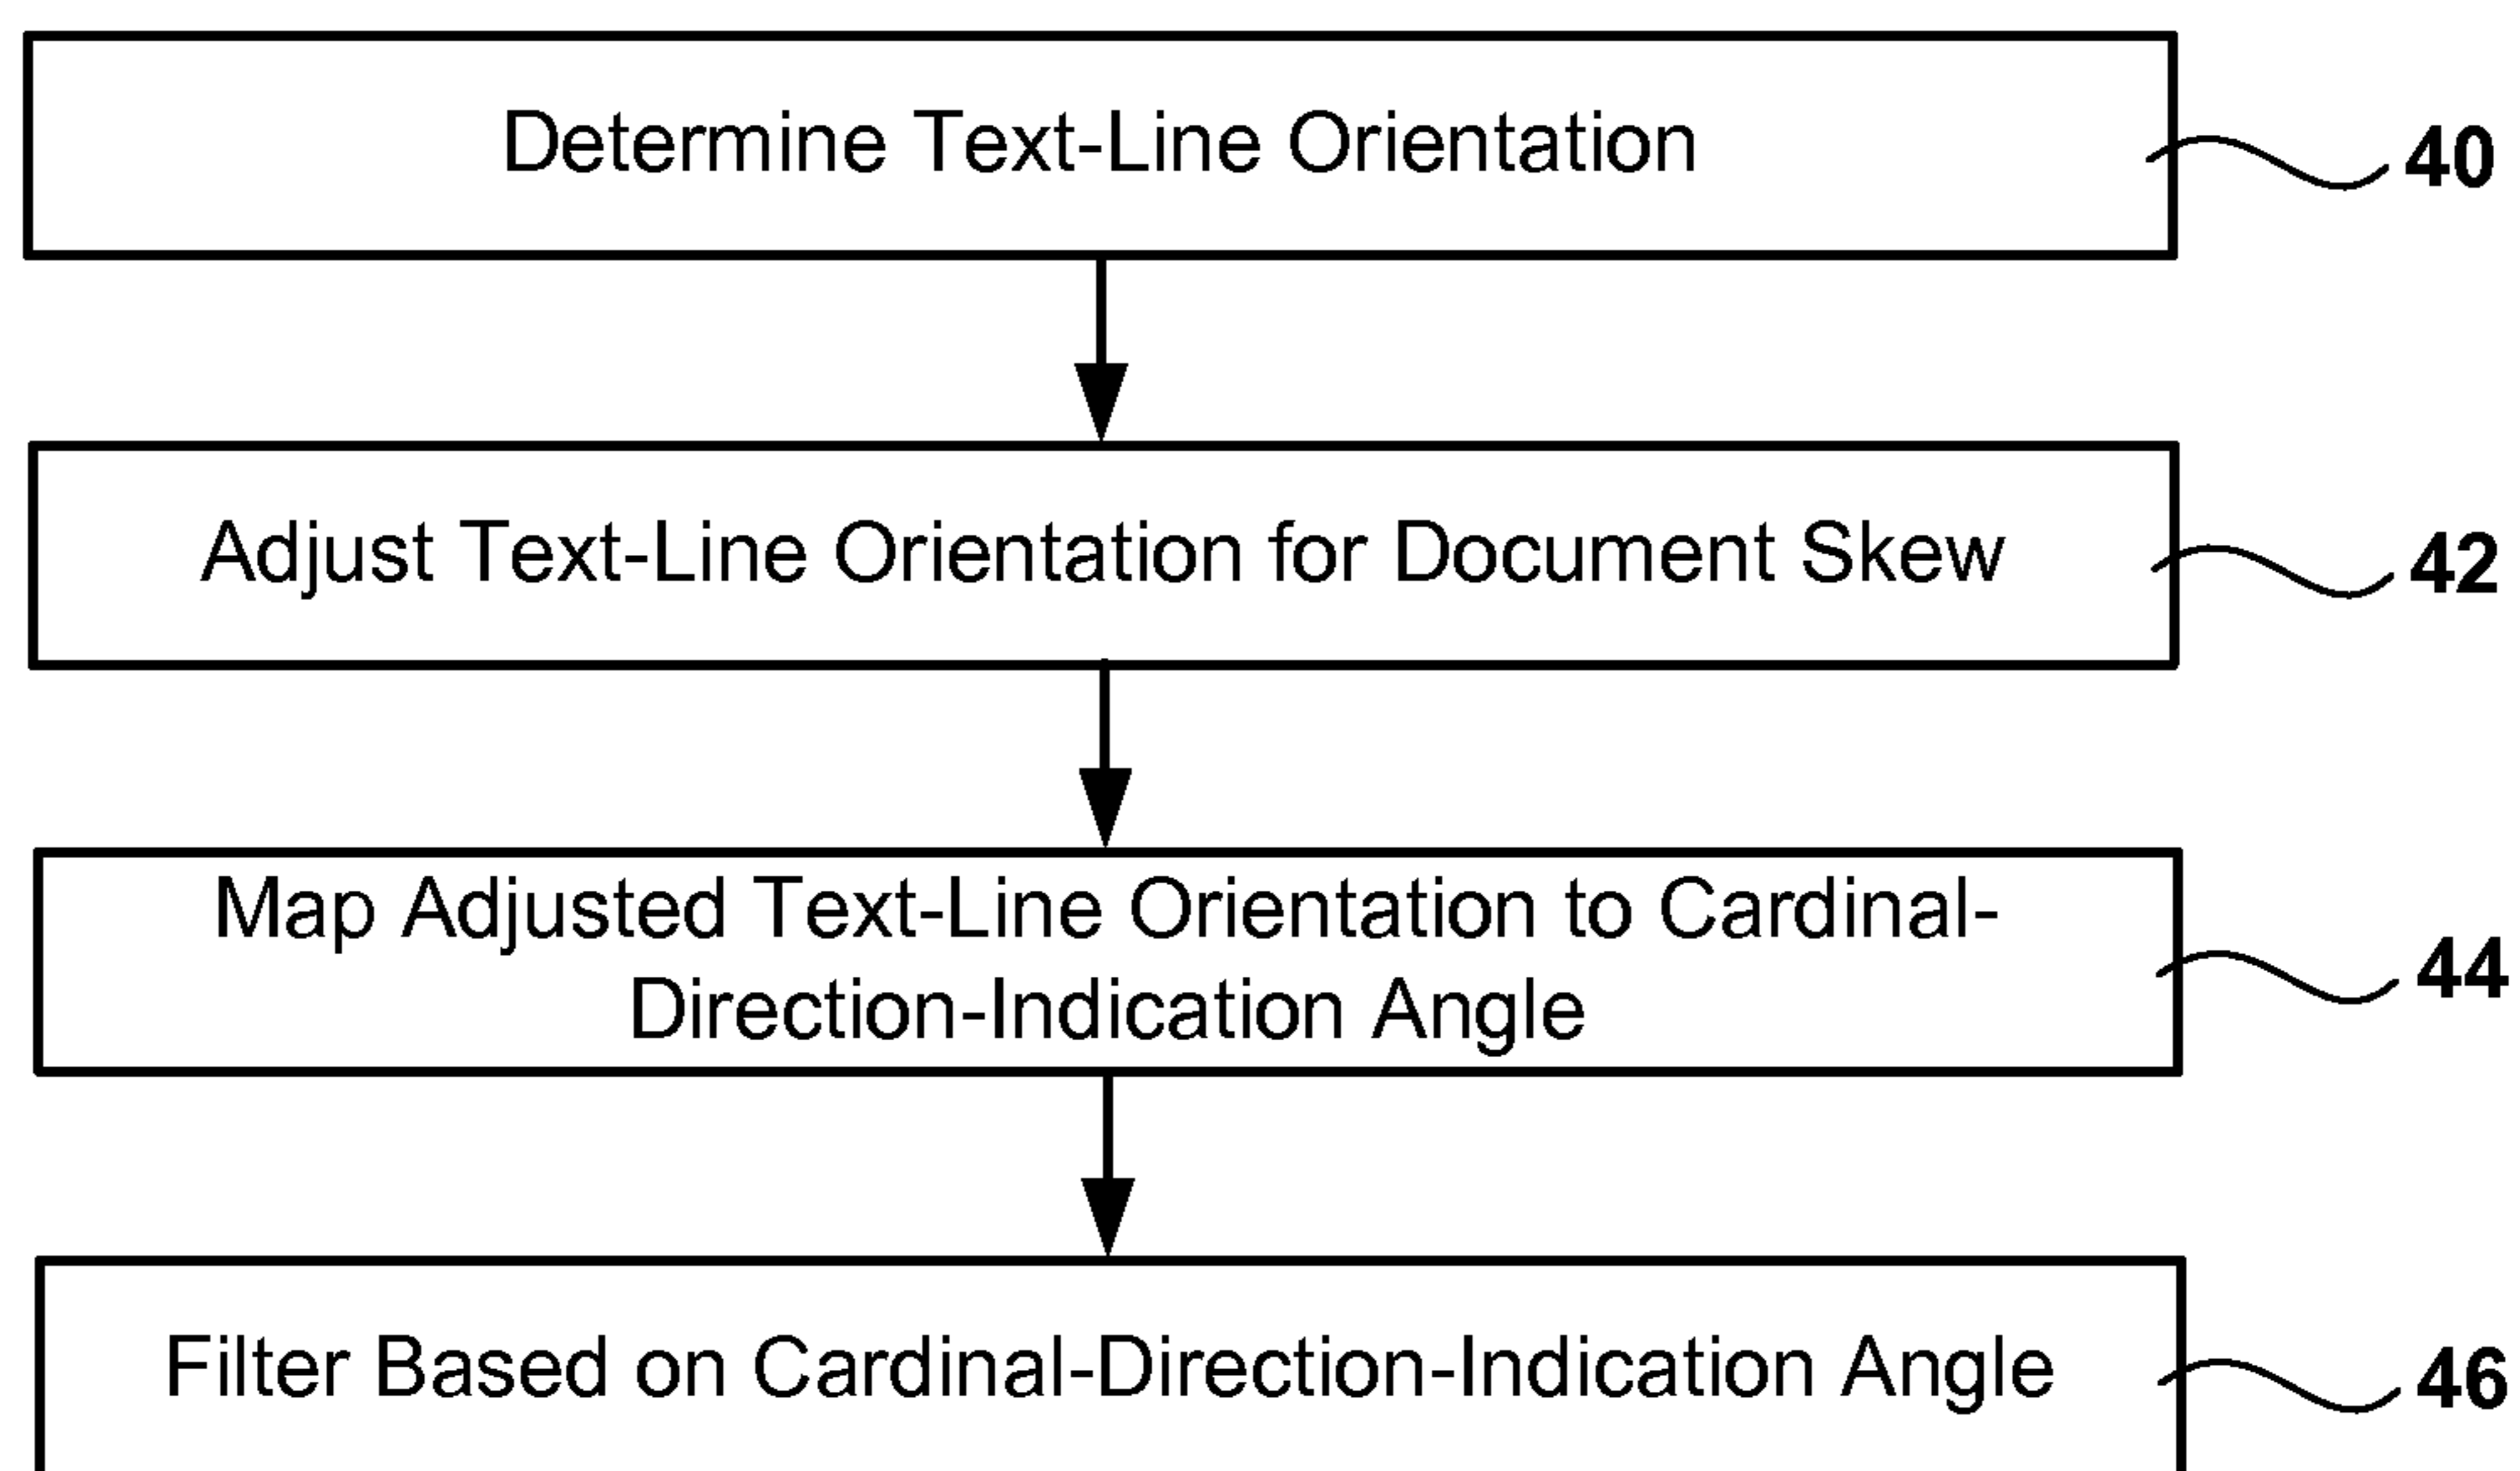 Determine Text-Line Orientation
40
Adjust Text-Line Orientation for Document Skew
42
Map Adjusted Text-Line Orientation to Cardinal-
Direction-Indication Angle
44
Filter Based on Cardinal-Direction-Indication Angle
46